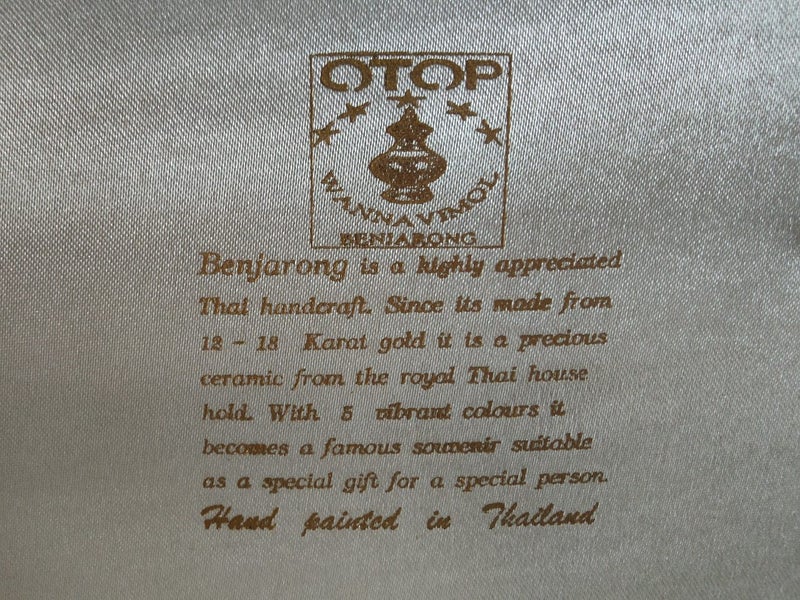 OTOP
WANNAVIMOL
BENJARONG
Benjarong is a highly appreciated
Thai handcraft. Since its made from
12 - 18 Karat gold it is a precious
ceramic from the royal Thai house
hold. With 5 vibrant colours it
becomes a famous souvenir suitable
as a special gift for a special person.
Hand painted in Thailand